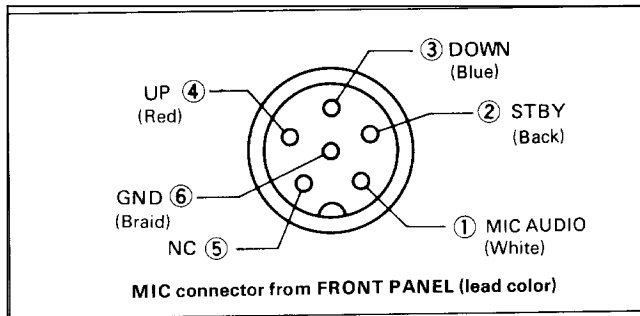 ③ DOWN
(Blue)
UP ④
(Red)
② STBY
(Back)
GND ⑥
(Braid)
NC ⑤
① MIC AUDIO
(White)
MIC connector from FRONT PANEL (lead color)